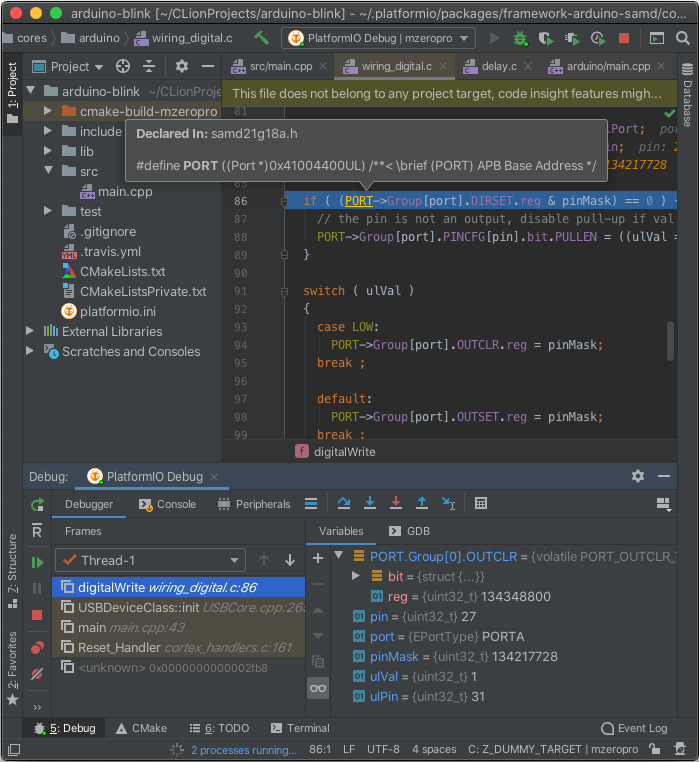 arduino-blink [~/CLionProjects/arduino-blink] - ~/.platformio/packages/framework-arduino-samd/co...
cores
arduino
wiring_digital.c
PlatformIO Debug | mzeropro
1: Project
Project
src/main.cpp
wiring_digital.c
delay.c
arduino/main.cpp
Database
arduino-blink [~/CLionProje
cmake-build-mzeropro
include
lib
src
main.cpp
test
.gitignore
.travis.yml
CMakeLists.txt
CMakeListsPrivate.txt
platformio.ini
External Libraries
Scratches and Consoles
This file does not belong to any project target, code insight features migh...
81
Declared In: samd21g18a.h
#define PORT ((Port *)0x41004400UL) /**< \brief (PORT) APB Base Address */
lPort;
in; pin: 2
134217728
86 if ( (PORT->Group[port].DIRSET.reg & pinMask) == 0 ) {
87 // the pin is not an output, disable pull-up if val
88 PORT->Group[port].PINCFG[pin].bit.PULLEN = ((ulVal =
89 }
90
91 switch ( ulVal )
92 {
93 case LOW:
94 PORT->Group[port].OUTCLR.reg = pinMask;
95 break ;
96
97 default:
98 PORT->Group[port].OUTSET.reg = pinMask;
99 break ;
f digitalWrite
Debug: PlatformIO Debug
Debugger Console Peripherals
Frames
Thread-1
digitalWrite wiring_digital.c:86
USBDeviceClass::init USBCore.cpp:265
main main.cpp:43
Reset_Handler cortex_handlers.c:161
<unknown> 0x0000000000002fb8
Variables GDB
PORT.Group[0].OUTCLR = {volatile PORT_OUTCLR_
bit = {struct {...}}
reg = {uint32_t} 134348800
pin = {uint32_t} 27
port = {EPortType} PORTA
pinMask = {uint32_t} 134217728
ulVal = {uint32_t} 1
ulPin = {uint32_t} 31
Z: Structure
2: Favorites
5: Debug CMake 6: TODO Terminal Event Log
2 processes running... 86:1 LF UTF-8 4 spaces C: Z_DUMMY_TARGET | mzeropro